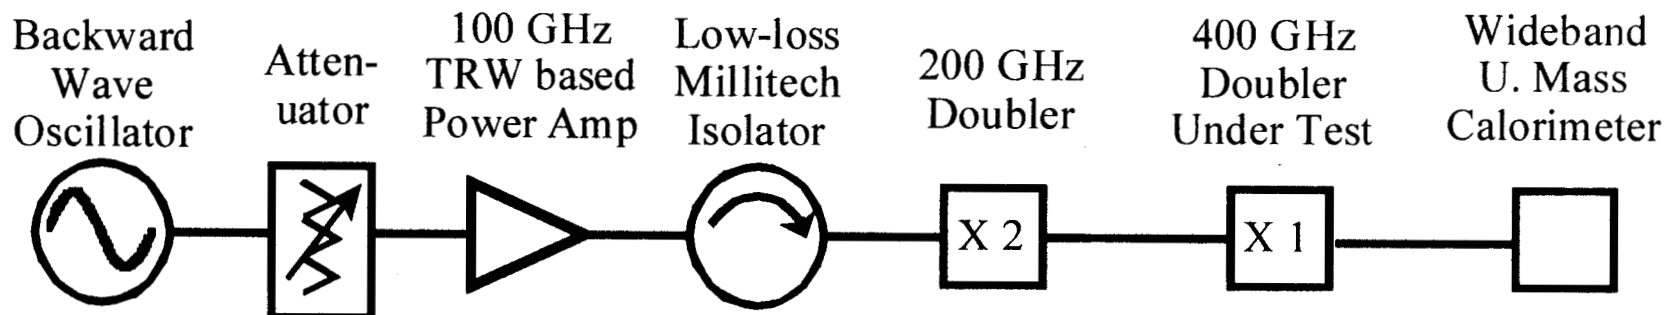 Backward
Wave
Oscillator
Atten-
uator
100 GHz
TRW based
Power Amp
Low-loss
Millitech
Isolator
200 GHz
Doubler
400 GHz
Doubler
Under Test
Wideband
U. Mass
Calorimeter
X 2
X 1